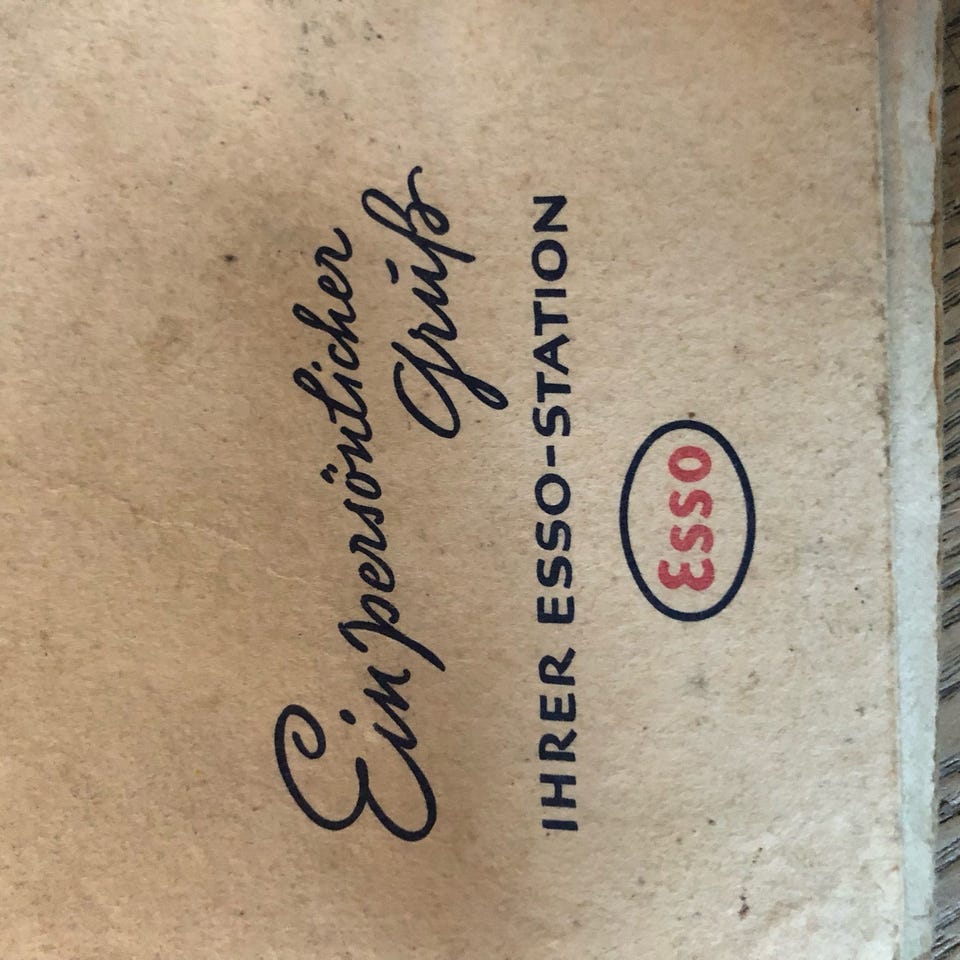 Ein persönlicher
Gruß
IHRER ESSO-STATION
Esso